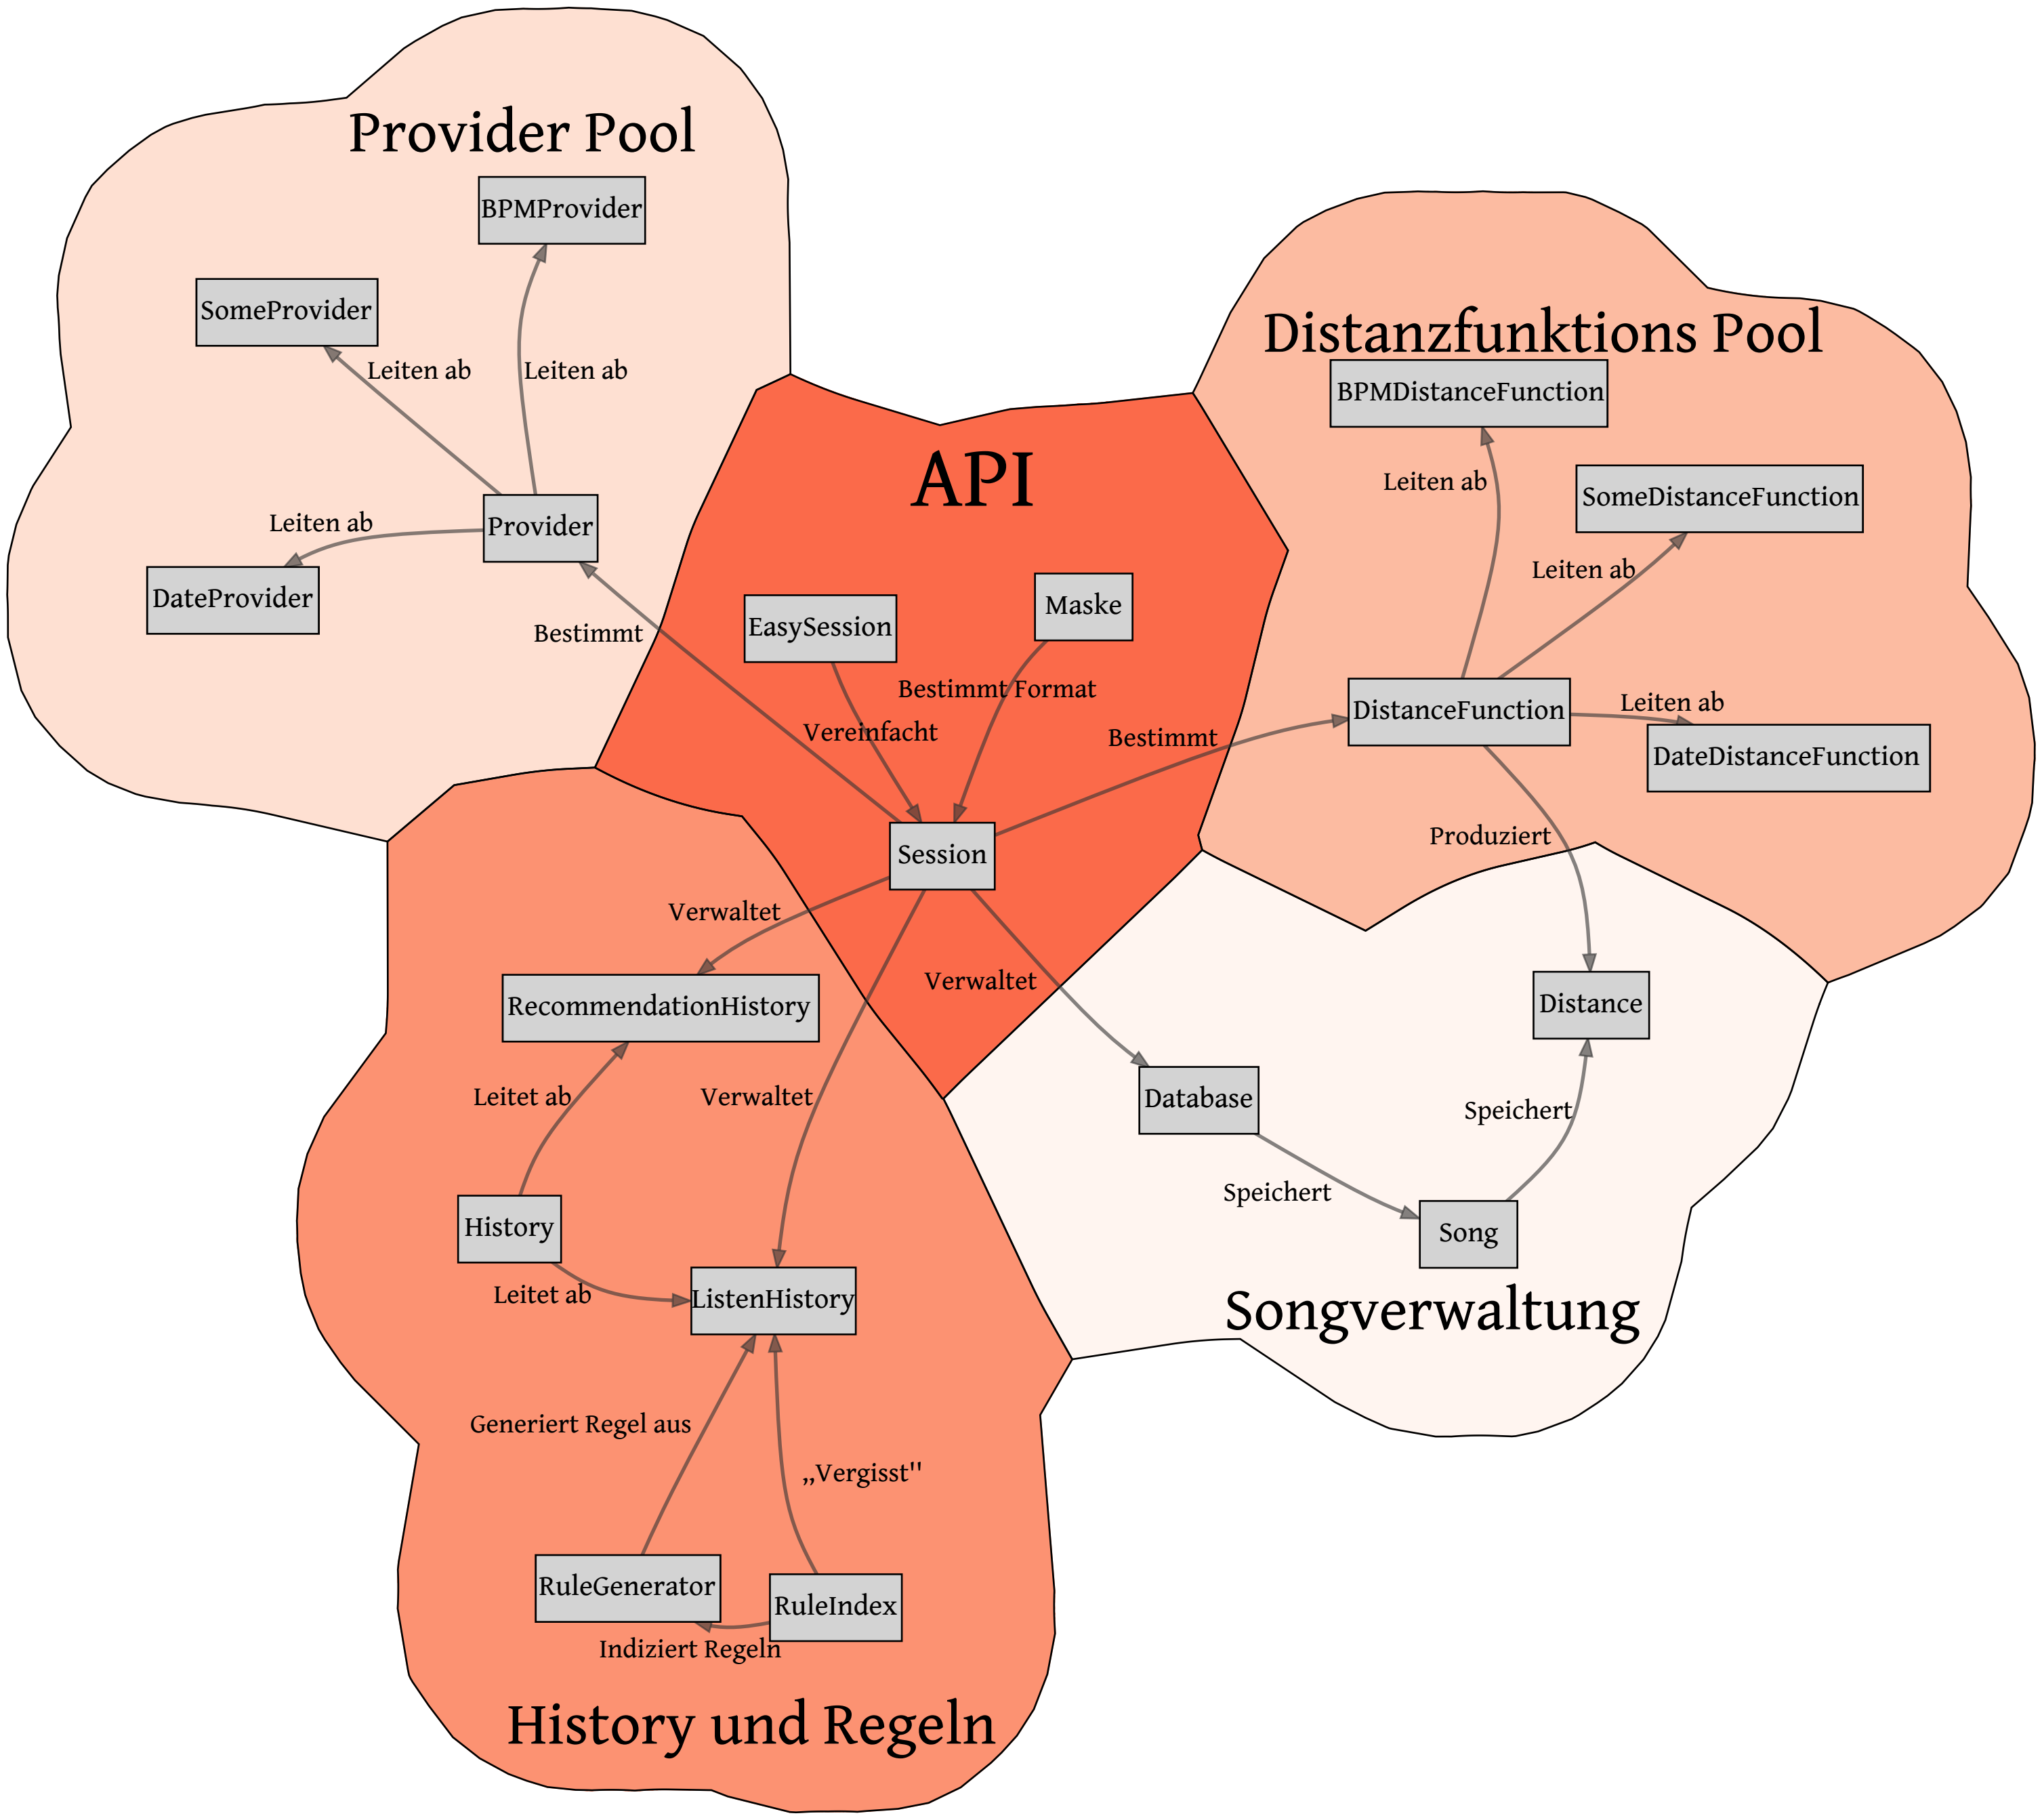 Provider Pool
BPMProvider
SomeProvider
Leiten ab
Leiten ab
Provider
Leiten ab
DateProvider
Bestimmt
Distanzfunktions Pool
BPMDistanceFunction
Leiten ab
SomeDistanceFunction
Leiten ab
DistanceFunction
Leiten ab
DateDistanceFunction
Produziert
API
Maske
EasySession
Bestimmt Format
Vereinfacht
Bestimmt
Session
Verwaltet
Verwaltet
RecommendationHistory
Leitet ab
Verwaltet
History
Leitet ab
ListenHistory
Generiert Regel aus
„Vergisst"
RuleGenerator
RuleIndex
Indiziert Regeln
History und Regeln
Distance
Database
Speichert
Speichert
Song
Songverwaltung